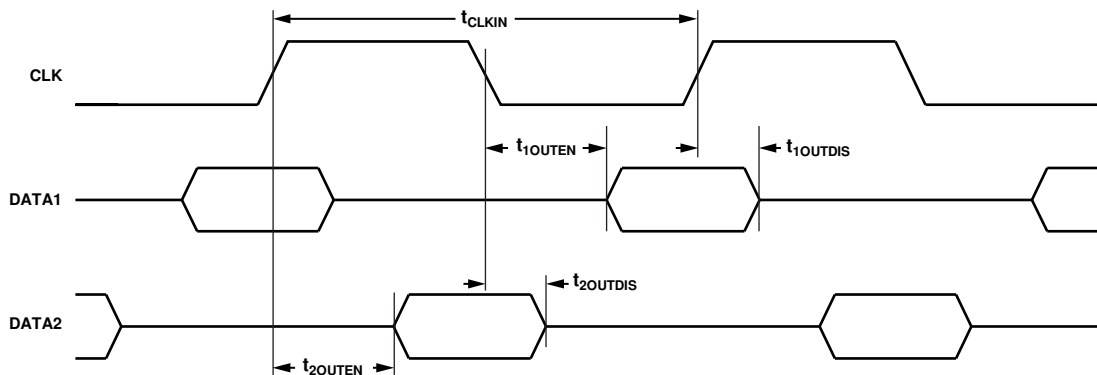 tCLKIN
CLK
t1OUTEN
t1OUTDIS
DATA1
t2OUTDIS
DATA2
t2OUTEN